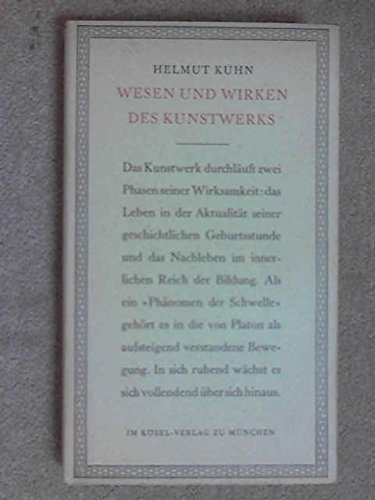 HELMUT KUHN
WESEN UND WIRKEN
DES KUNSTWERKS
Das Kunstwerk durchläuft zwei
Phasen seiner Wirksamkeit: das
Leben in der Aktualität seiner
geschichtlichen Geburtsstunde
und das Nachleben im inner-
lichen Reich der Bildung. Als
ein »Phänomen der Schwelle«
gehört es in die von Platon als
aufsteigend verstandene Bewe-
gung. In sich ruhend wächst es
sich vollendend über sich hinaus.
IM KÖSEL-VERLAG ZU MÜNCHEN